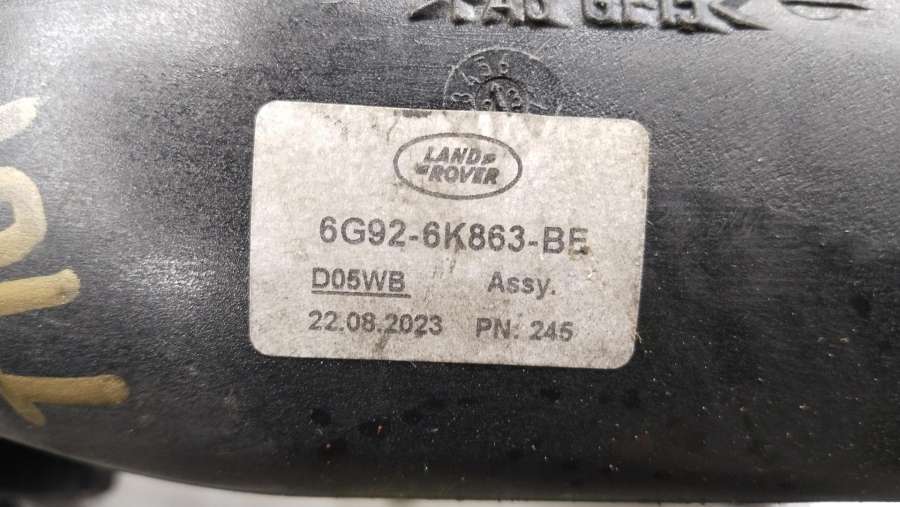 LAND
ROVER
6G92-6K863-BE
D05WB Assy.
22.08.2023 PN: 245